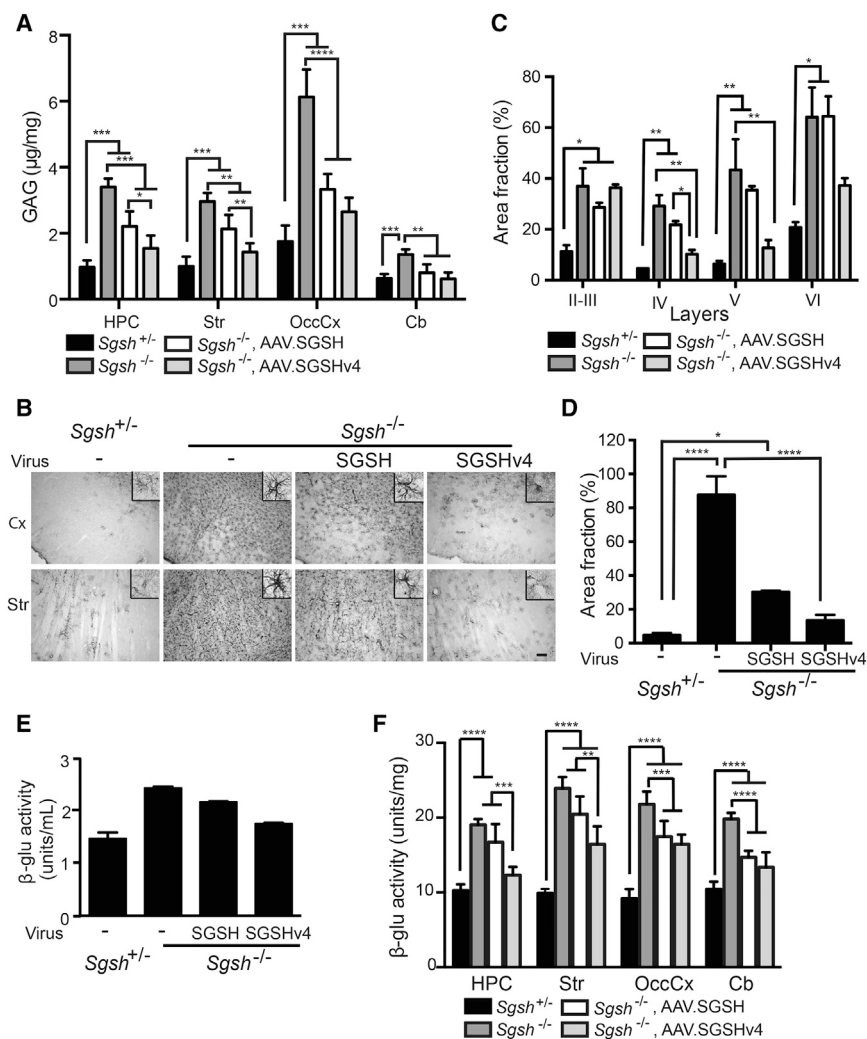 A
***
****
***
***
*
***
**
**
***
**
8
6
4
2
0
GAG (µg/mg)
HPC Str OccCx Cb
Sgsh+/- Sgsh-/-, AAV.SGSH
Sgsh-/- Sgsh-/-, AAV.SGSHv4
C
*
**
**
*
**
**
*
80
60
40
20
0
Area fraction (%)
II-III IV V VI
Layers
Sgsh+/- Sgsh-/-, AAV.SGSH
Sgsh-/- Sgsh-/-, AAV.SGSHv4
B
Sgsh+/- Sgsh-/-
Virus - - SGSH SGSHv4
Cx
Str
D
*
**** ****
120
100
80
60
40
20
0
Area fraction (%)
Virus - - SGSH SGSHv4
Sgsh+/- Sgsh-/-
E
3
2
1
0
β-glu activity
(units/mL)
Virus - - SGSH SGSHv4
Sgsh+/- Sgsh-/-
F
****
***
****
**
****
***
****
****
30
20
10
0
β-glu activity (units/mg)
HPC Str OccCx Cb
Sgsh+/- Sgsh-/-, AAV.SGSH
Sgsh-/- Sgsh-/-, AAV.SGSHv4